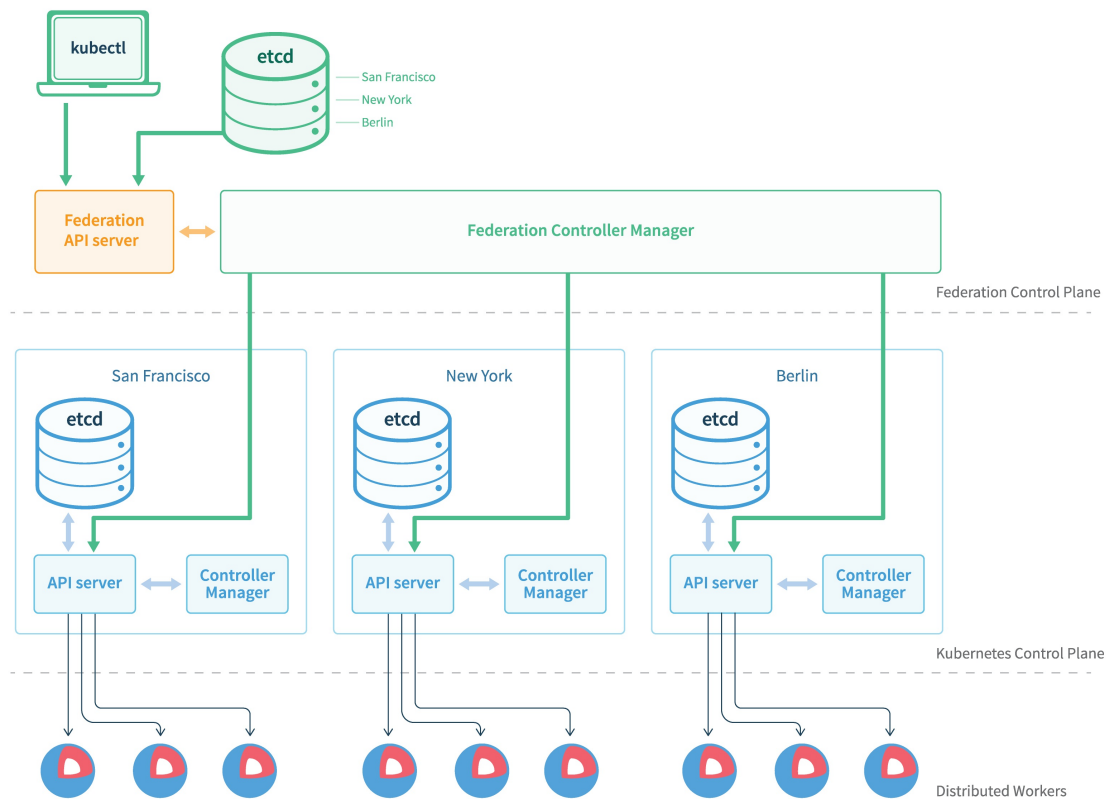 kubectl
etcd
San Francisco
New York
Berlin
Federation
API server
Federation Controller Manager
Federation Control Plane
San Francisco
etcd
API server
Controller
Manager
New York
etcd
API server
Controller
Manager
Berlin
etcd
API server
Controller
Manager
Kubernetes Control Plane
Distributed Workers